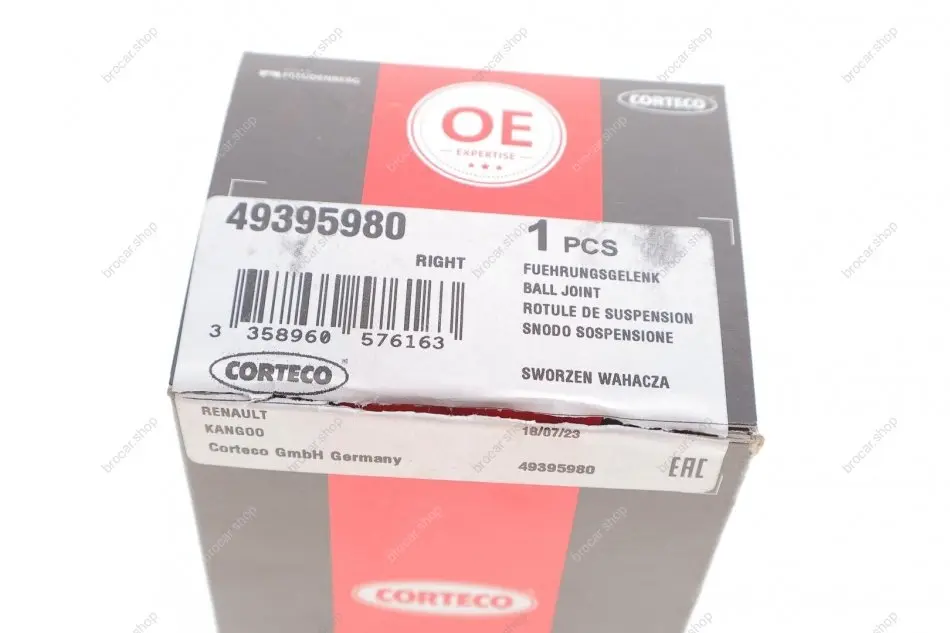 FREUDENBERG
CORTECO
OE
EXPERTISE
49395980
RIGHT
1 PCS
FUEHRUNGSGELENK
BALL JOINT
ROTULE DE SUSPENSION
SNODO SOSPENSIONE
SWORZEN WAHACZA
3 358960 576163
CORTECO
RENAULT
KANGOO
Corteco GmbH Germany
18/07/23
49395980
EAC
CORTECO
brocar.shop